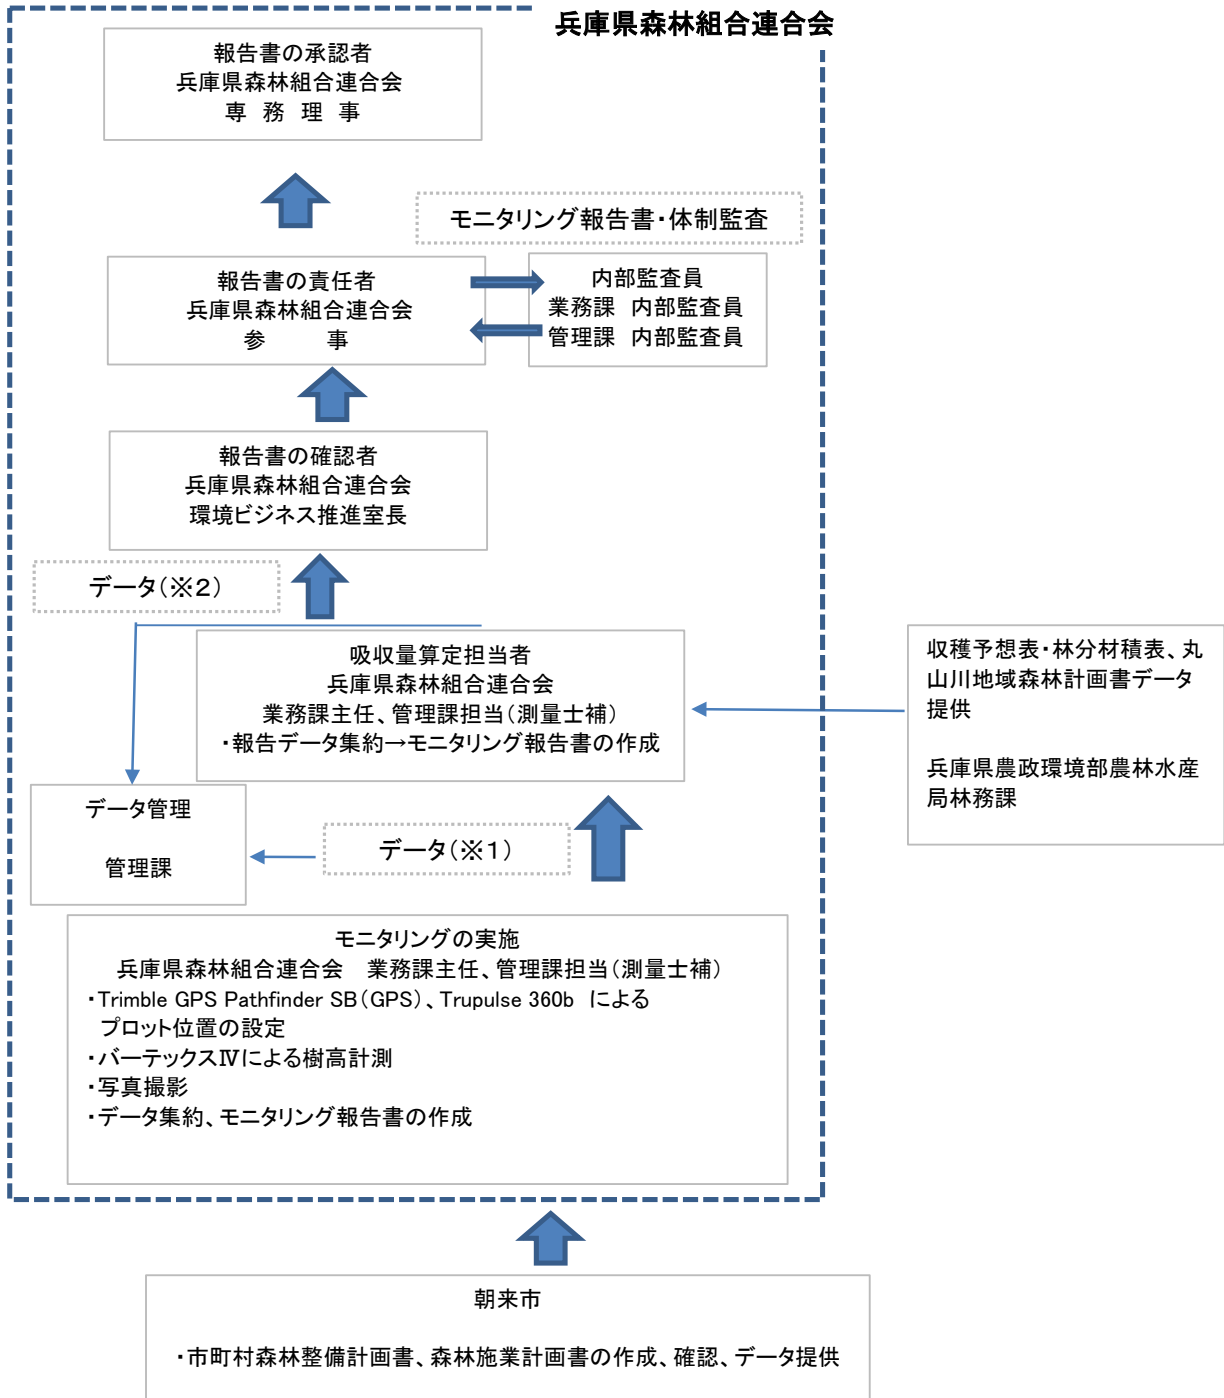 兵庫県森林組合連合会
報告書の承認者
兵庫県森林組合連合会
専 務 理 事
モニタリング報告書・体制監査
報告書の責任者
兵庫県森林組合連合会
参 事
内部監査員
業務課 内部監査員
管理課 内部監査員
報告書の確認者
兵庫県森林組合連合会
環境ビジネス推進室長
データ(※2)
吸収量算定担当者
兵庫県森林組合連合会
業務課主任、管理課担当(測量士補)
・報告データ集約→モニタリング報告書の作成
収穫予想表・林分材積表、丸
山川地域森林計画書データ
提供
兵庫県農政環境部農林水産
局林務課
データ管理
管理課
データ(※1)
モニタリングの実施
兵庫県森林組合連合会 業務課主任、管理課担当(測量士補)
・Trimble GPS Pathfinder SB(GPS)、Trupulse 360b による
プロット位置の設定
・バーテックスⅣによる樹高計測
・写真撮影
・データ集約、モニタリング報告書の作成
朝来市
・市町村森林整備計画書、森林施業計画書の作成、確認、データ提供